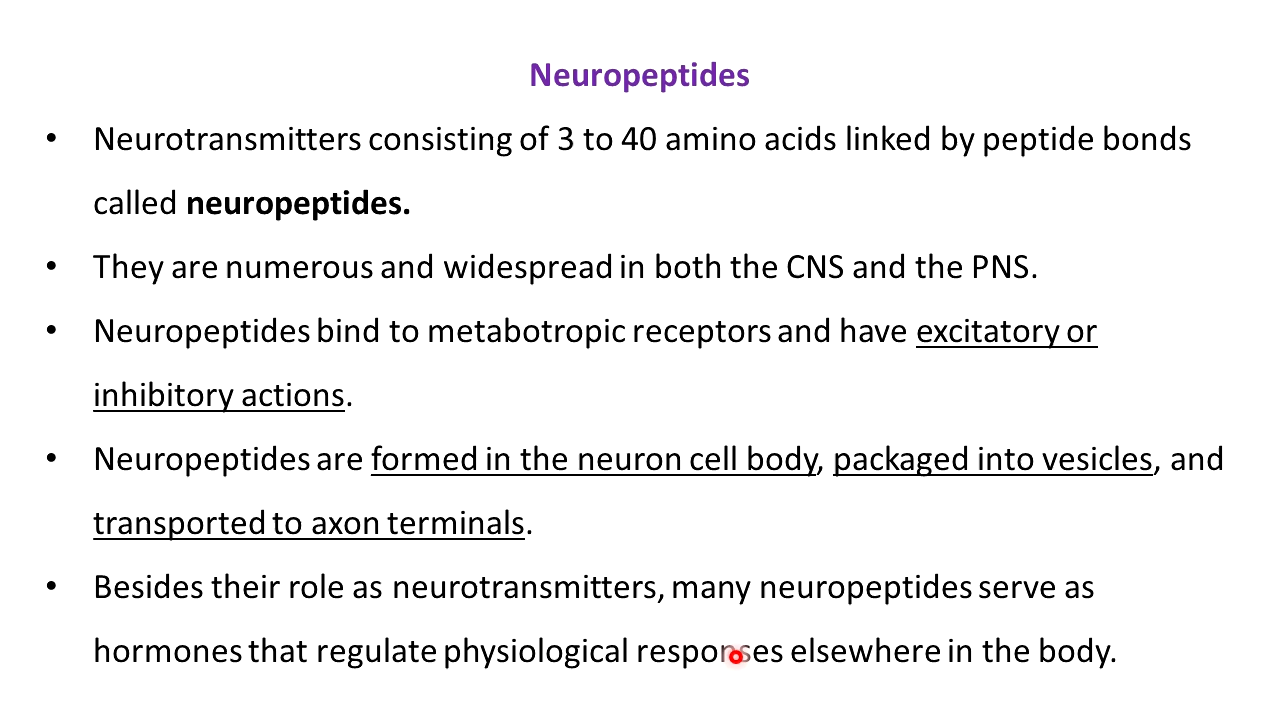 Neuropeptides
• Neurotransmitters consisting of 3 to 40 amino acids linked by peptide bonds
called neuropeptides.
• They are numerous and widespread in both the CNS and the PNS.
• Neuropeptides bind to metabotropic receptors and have excitatory or
inhibitory actions.
• Neuropeptides are formed in the neuron cell body, packaged into vesicles, and
transported to axon terminals.
• Besides their role as neurotransmitters, many neuropeptides serve as
hormones that regulate physiological responses elsewhere in the body.